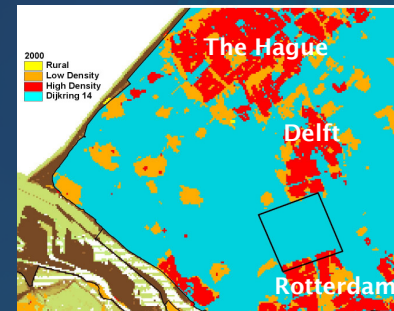 The Hague
2000
Rural
Low Density
High Density
Dijkring 14
Delft
Rotterdam